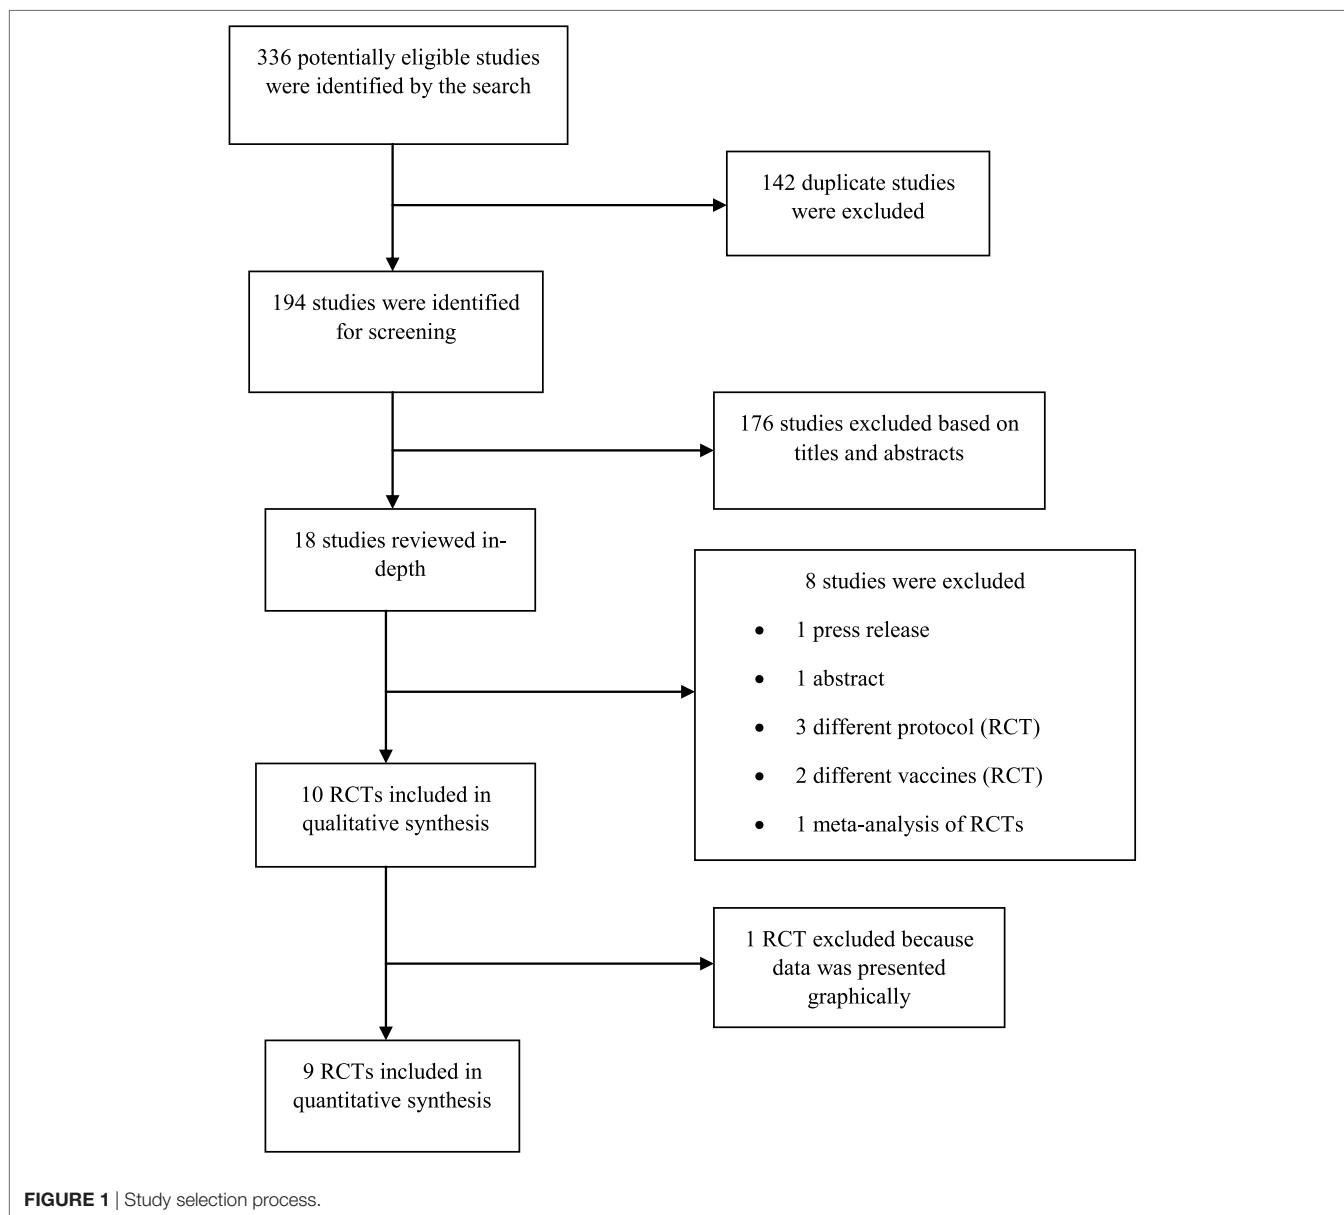 336 potentially eligible studies
were identified by the search
142 duplicate studies
were excluded
194 studies were identified
for screening
176 studies excluded based on
titles and abstracts
18 studies reviewed in-
depth
8 studies were excluded
• 1 press release
• 1 abstract
• 3 different protocol (RCT)
• 2 different vaccines (RCT)
• 1 meta-analysis of RCTs
10 RCTs included in
qualitative synthesis
1 RCT excluded because
data was presented
graphically
9 RCTs included in
quantitative synthesis
FIGURE 1 | Study selection process.